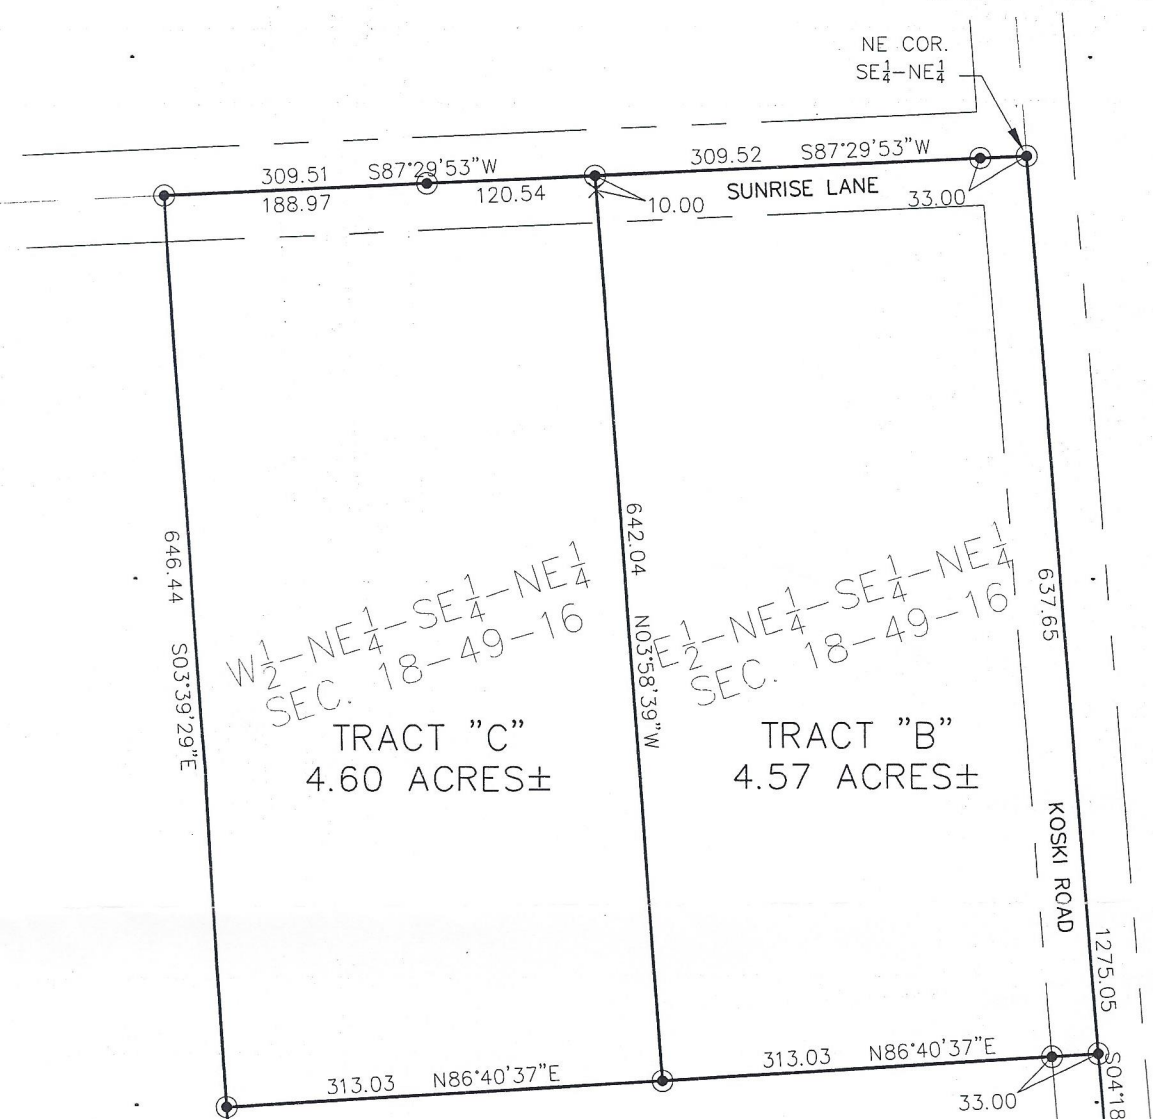 NE COR.
SE¼–NE¼
309.51 S87°29'53"W
309.52 S87°29'53"W
188.97
120.54
10.00
SUNRISE LANE
33.00
646.44 S03°39'29"E
642.04 N03°58'39"W
637.65
W½–NE¼–SE¼–NE¼
SEC. 18–49–16
E½–NE¼–SE¼–NE¼
SEC. 18–49–16
TRACT "C"
4.60 ACRES±
TRACT "B"
4.57 ACRES±
KOSKI ROAD
1275.05
S04°18
313.03 N86°40'37"E
313.03 N86°40'37"E
33.00